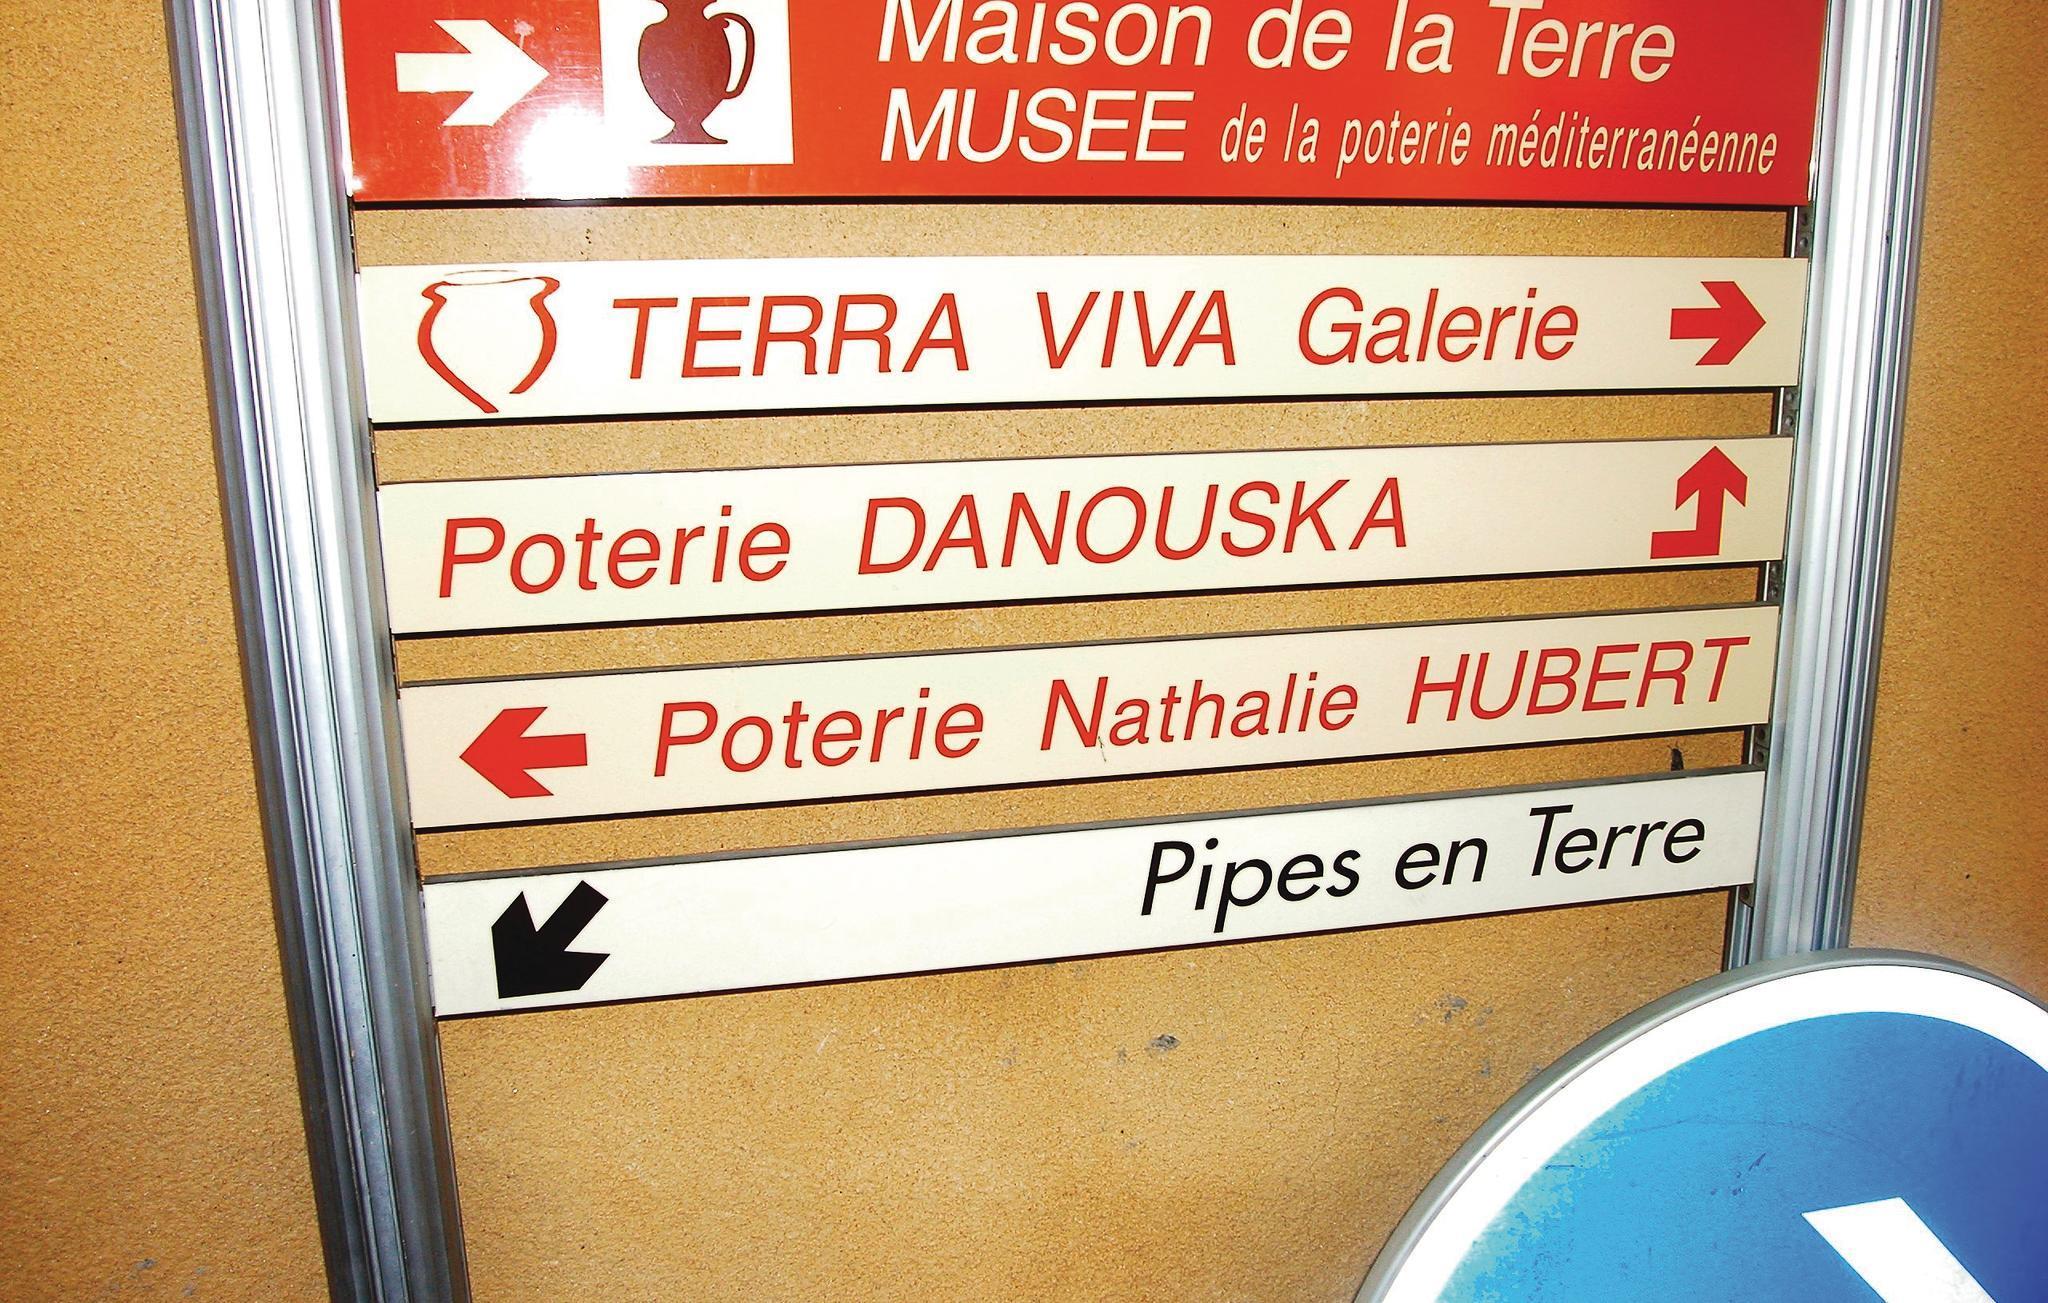 Maison de la Terre
MUSEE de la poterie méditerranéenne
TERRA VIVA Galerie
Poterie DANOUSKA
Poterie Nathalie HUBERT
Pipes en Terre